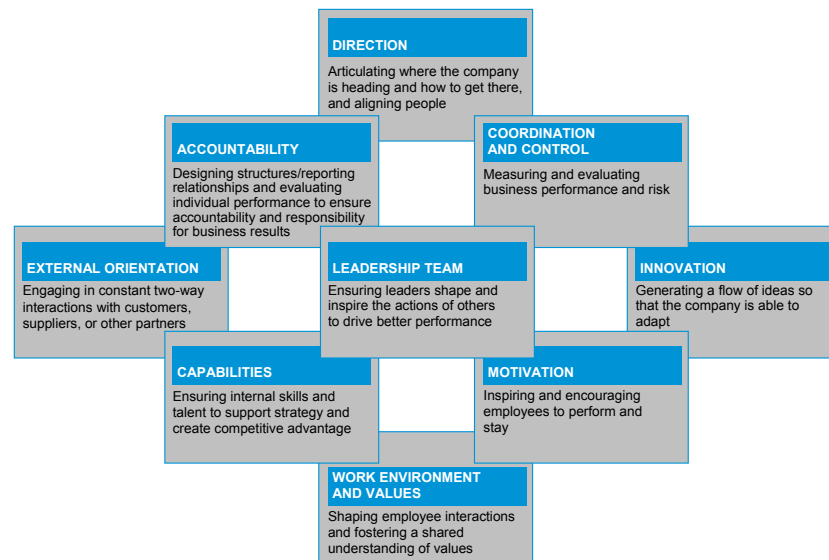 DIRECTION
Articulating where the company
is heading and how to get there,
and aligning people
ACCOUNTABILITY
Designing structures/reporting
relationships and evaluating
individual performance to ensure
accountability and responsibility
for business results
COORDINATION
AND CONTROL
Measuring and evaluating
business performance and risk
EXTERNAL ORIENTATION
Engaging in constant two-way
interactions with customers,
suppliers, or other partners
LEADERSHIP TEAM
Ensuring leaders shape and
inspire the actions of others
to drive better performance
INNOVATION
Generating a flow of ideas so
that the company is able to
adapt
CAPABILITIES
Ensuring internal skills and
talent to support strategy and
create competitive advantage
MOTIVATION
Inspiring and encouraging
employees to perform and
stay
WORK ENVIRONMENT
AND VALUES
Shaping employee interactions
and fostering a shared
understanding of values